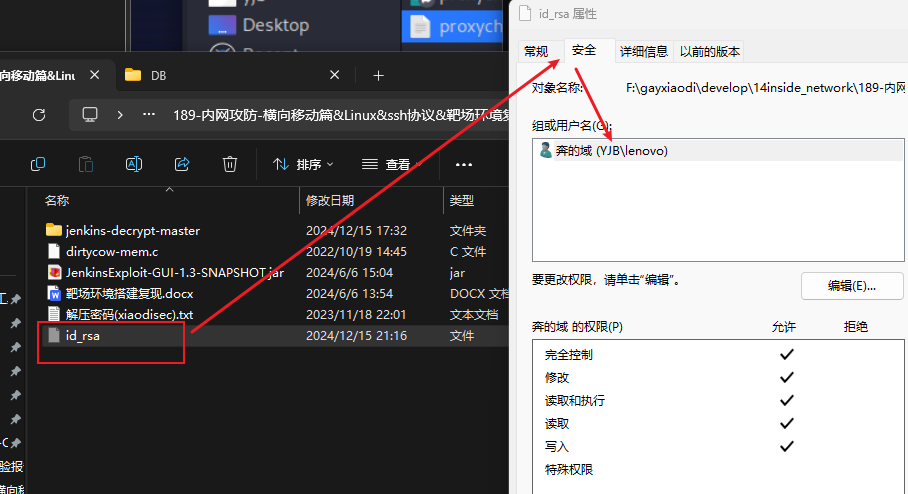 Desktop
proxych
id_rsa 属性
常规
安全
详细信息
以前的版本
对象名称:
F:\gayxiaodi\develop\14inside_network\189-内网
组或用户名(G):
奔的域 (YJB\lenovo)
要更改权限，请单击“编辑”。
编辑(E)...
奔的域 的权限(P)
允许
拒绝
完全控制
修改
读取和执行
读取
写入
特殊权限
向移动篇&Linu
DB
189-内网攻防-横向移动篇&Linux&ssh协议&靶场环境复
排序
查看
名称
修改日期
类型
jenkins-decrypt-master
2024/12/15 17:32
文件夹
dirtycow-mem.c
2022/10/19 14:45
C 文件
JenkinsExploit-GUI-1.3-SNAPSHOT.jar
2024/6/6 15:04
jar
靶场环境搭建复现.docx
2024/6/6 13:54
DOCX 文档
解压密码(xiaodisec).txt
2023/11/18 22:01
文本文档
id_rsa
2024/12/15 21:16
文件
工
验报
横向移